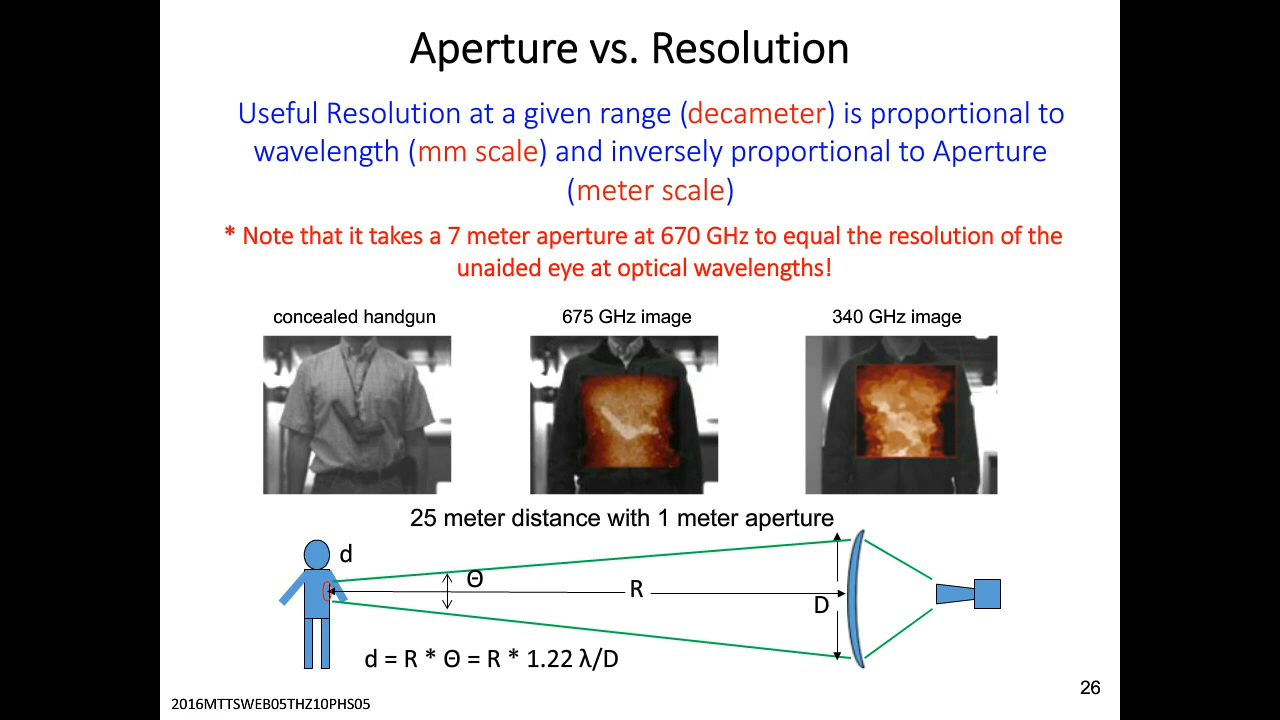 Aperture vs. Resolution
Useful Resolution at a given range (decameter) is proportional to
wavelength (mm scale) and inversely proportional to Aperture
(meter scale)
* Note that it takes a 7 meter aperture at 670 GHz to equal the resolution of the
unaided eye at optical wavelengths!
concealed handgun
675 GHz image
340 GHz image
25 meter distance with 1 meter aperture
d
Θ
R
D
d = R * Θ = R * 1.22 λ/D
26
2016MTTSWEB05THZ10PHS05